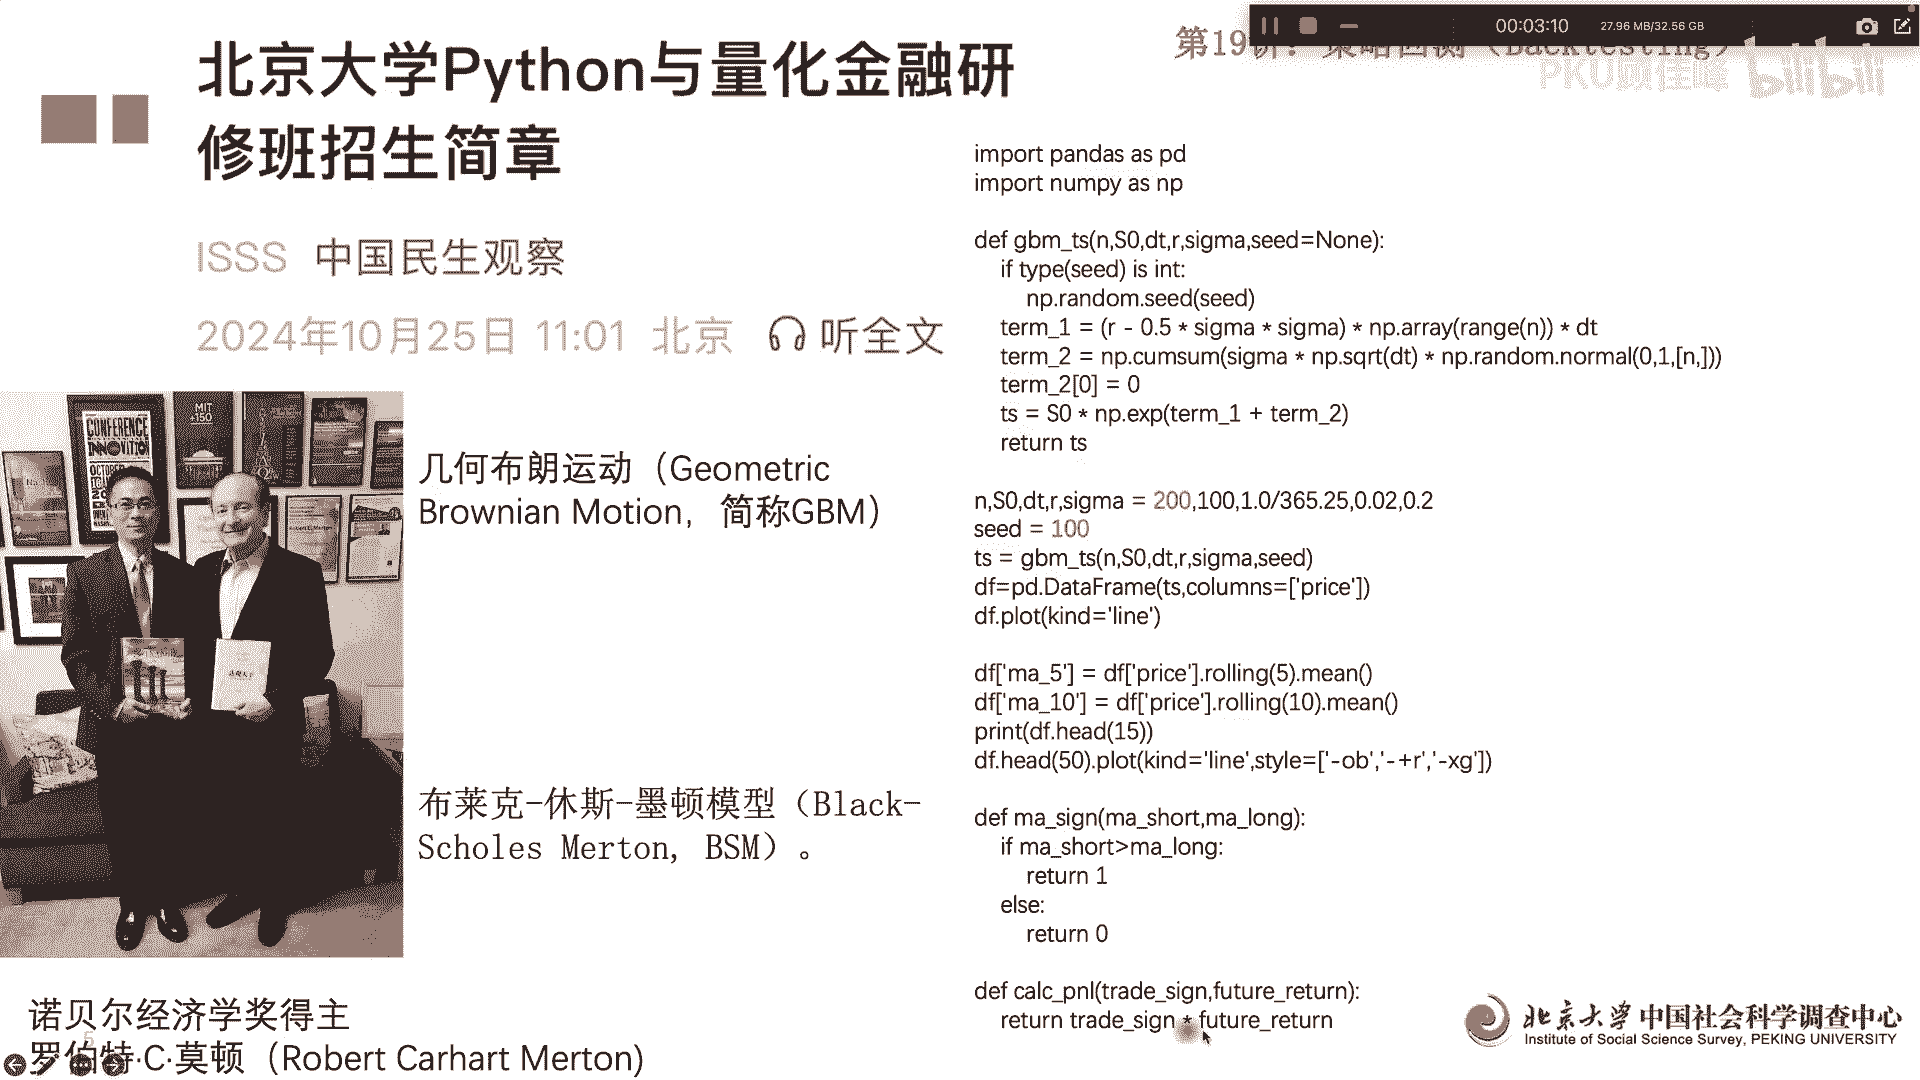 00:03:10
27.96 MB/32.56 GB
第19讲：策略回测（Backtesting）
PKU顾佳峰
bilibili
北京大学Python与量化金融研
修班招生简章
ISSS 中国民生观察
2024年10月25日 11:01 北京 听全文
MIT
+150
CONFERENCE
INNOVATION
几何布朗运动（Geometric
Brownian Motion，简称GBM）
布莱克-休斯-墨顿模型（Black-
Scholes Merton, BSM）。
诺贝尔经济学奖得主
罗伯特·C·莫顿（Robert Carhart Merton)
5
import pandas as pd
import numpy as np
def gbm_ts(n,S0,dt,r,sigma,seed=None):
if type(seed) is int:
np.random.seed(seed)
term_1 = (r - 0.5 * sigma * sigma) * np.array(range(n)) * dt
term_2 = np.cumsum(sigma * np.sqrt(dt) * np.random.normal(0,1,[n,]))
term_2[0] = 0
ts = S0 * np.exp(term_1 + term_2)
return ts
n,S0,dt,r,sigma = 200,100,1.0/365.25,0.02,0.2
seed = 100
ts = gbm_ts(n,S0,dt,r,sigma,seed)
df=pd.DataFrame(ts,columns=['price'])
df.plot(kind='line')
df['ma_5'] = df['price'].rolling(5).mean()
df['ma_10'] = df['price'].rolling(10).mean()
print(df.head(15))
df.head(50).plot(kind='line',style=['-ob','-+r','-xg'])
def ma_sign(ma_short,ma_long):
if ma_short>ma_long:
return 1
else:
return 0
def calc_pnl(trade_sign,future_return):
return trade_sign * future_return
北京大学 中国社会科学调查中心
Institute of Social Science Survey, PEKING UNIVERSITY